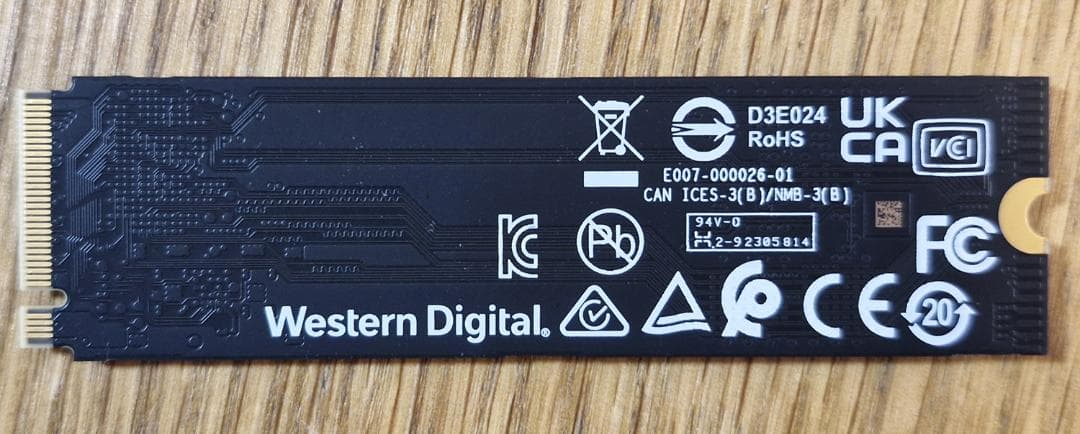 D3E024
RoHS
UK
CA
VCI
E007-000026-01
CAN ICES-3(B)/NMB-3(B)
94V-0
2-92305814
Pb
FC
Western Digital®
CE
20